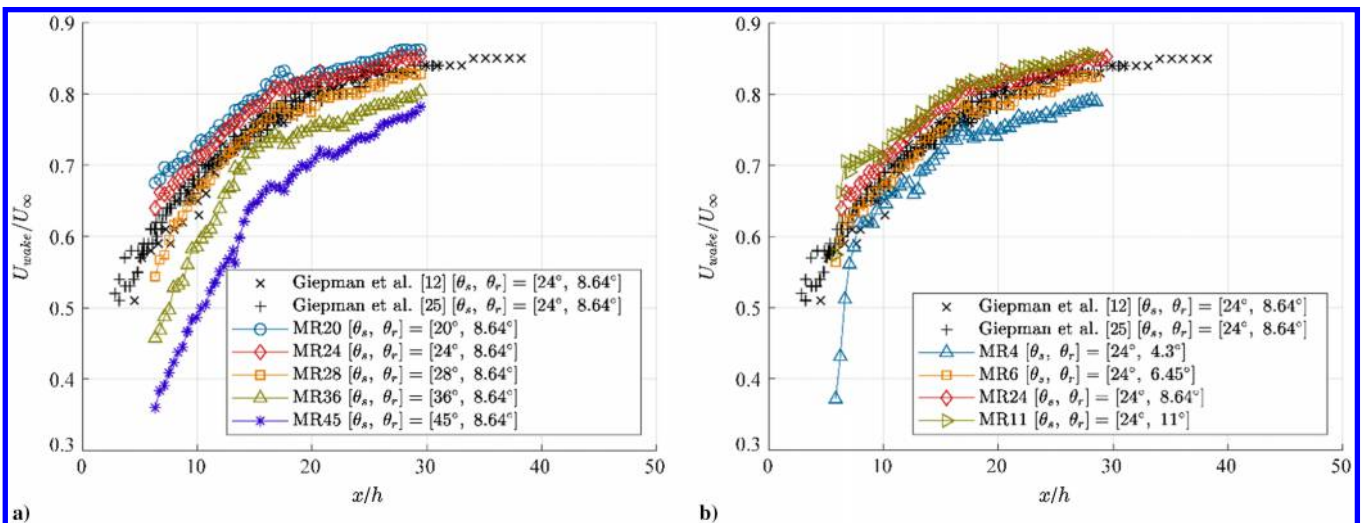 0.9
0.8
0.7
0.6
0.5
0.4
0.3
U_wake/U_∞
Giepman et al. [12] [θ_s, θ_r] = [24°, 8.64°]
Giepman et al. [25] [θ_s, θ_r] = [24°, 8.64°]
MR20 [θ_s, θ_r] = [20°, 8.64°]
MR24 [θ_s, θ_r] = [24°, 8.64°]
MR28 [θ_s, θ_r] = [28°, 8.64°]
MR36 [θ_s, θ_r] = [36°, 8.64°]
MR45 [θ_s, θ_r] = [45°, 8.64°]
0 10 20 30 40 50
x/h
a)
0.9
0.8
0.7
0.6
0.5
0.4
0.3
U_wake/U_∞
Giepman et al. [12] [θ_s, θ_r] = [24°, 8.64°]
Giepman et al. [25] [θ_s, θ_r] = [24°, 8.64°]
MR4 [θ_s, θ_r] = [24°, 4.3°]
MR6 [θ_s, θ_r] = [24°, 6.45°]
MR24 [θ_s, θ_r] = [24°, 8.64°]
MR11 [θ_s, θ_r] = [24°, 11°]
0 10 20 30 40 50
x/h
b)